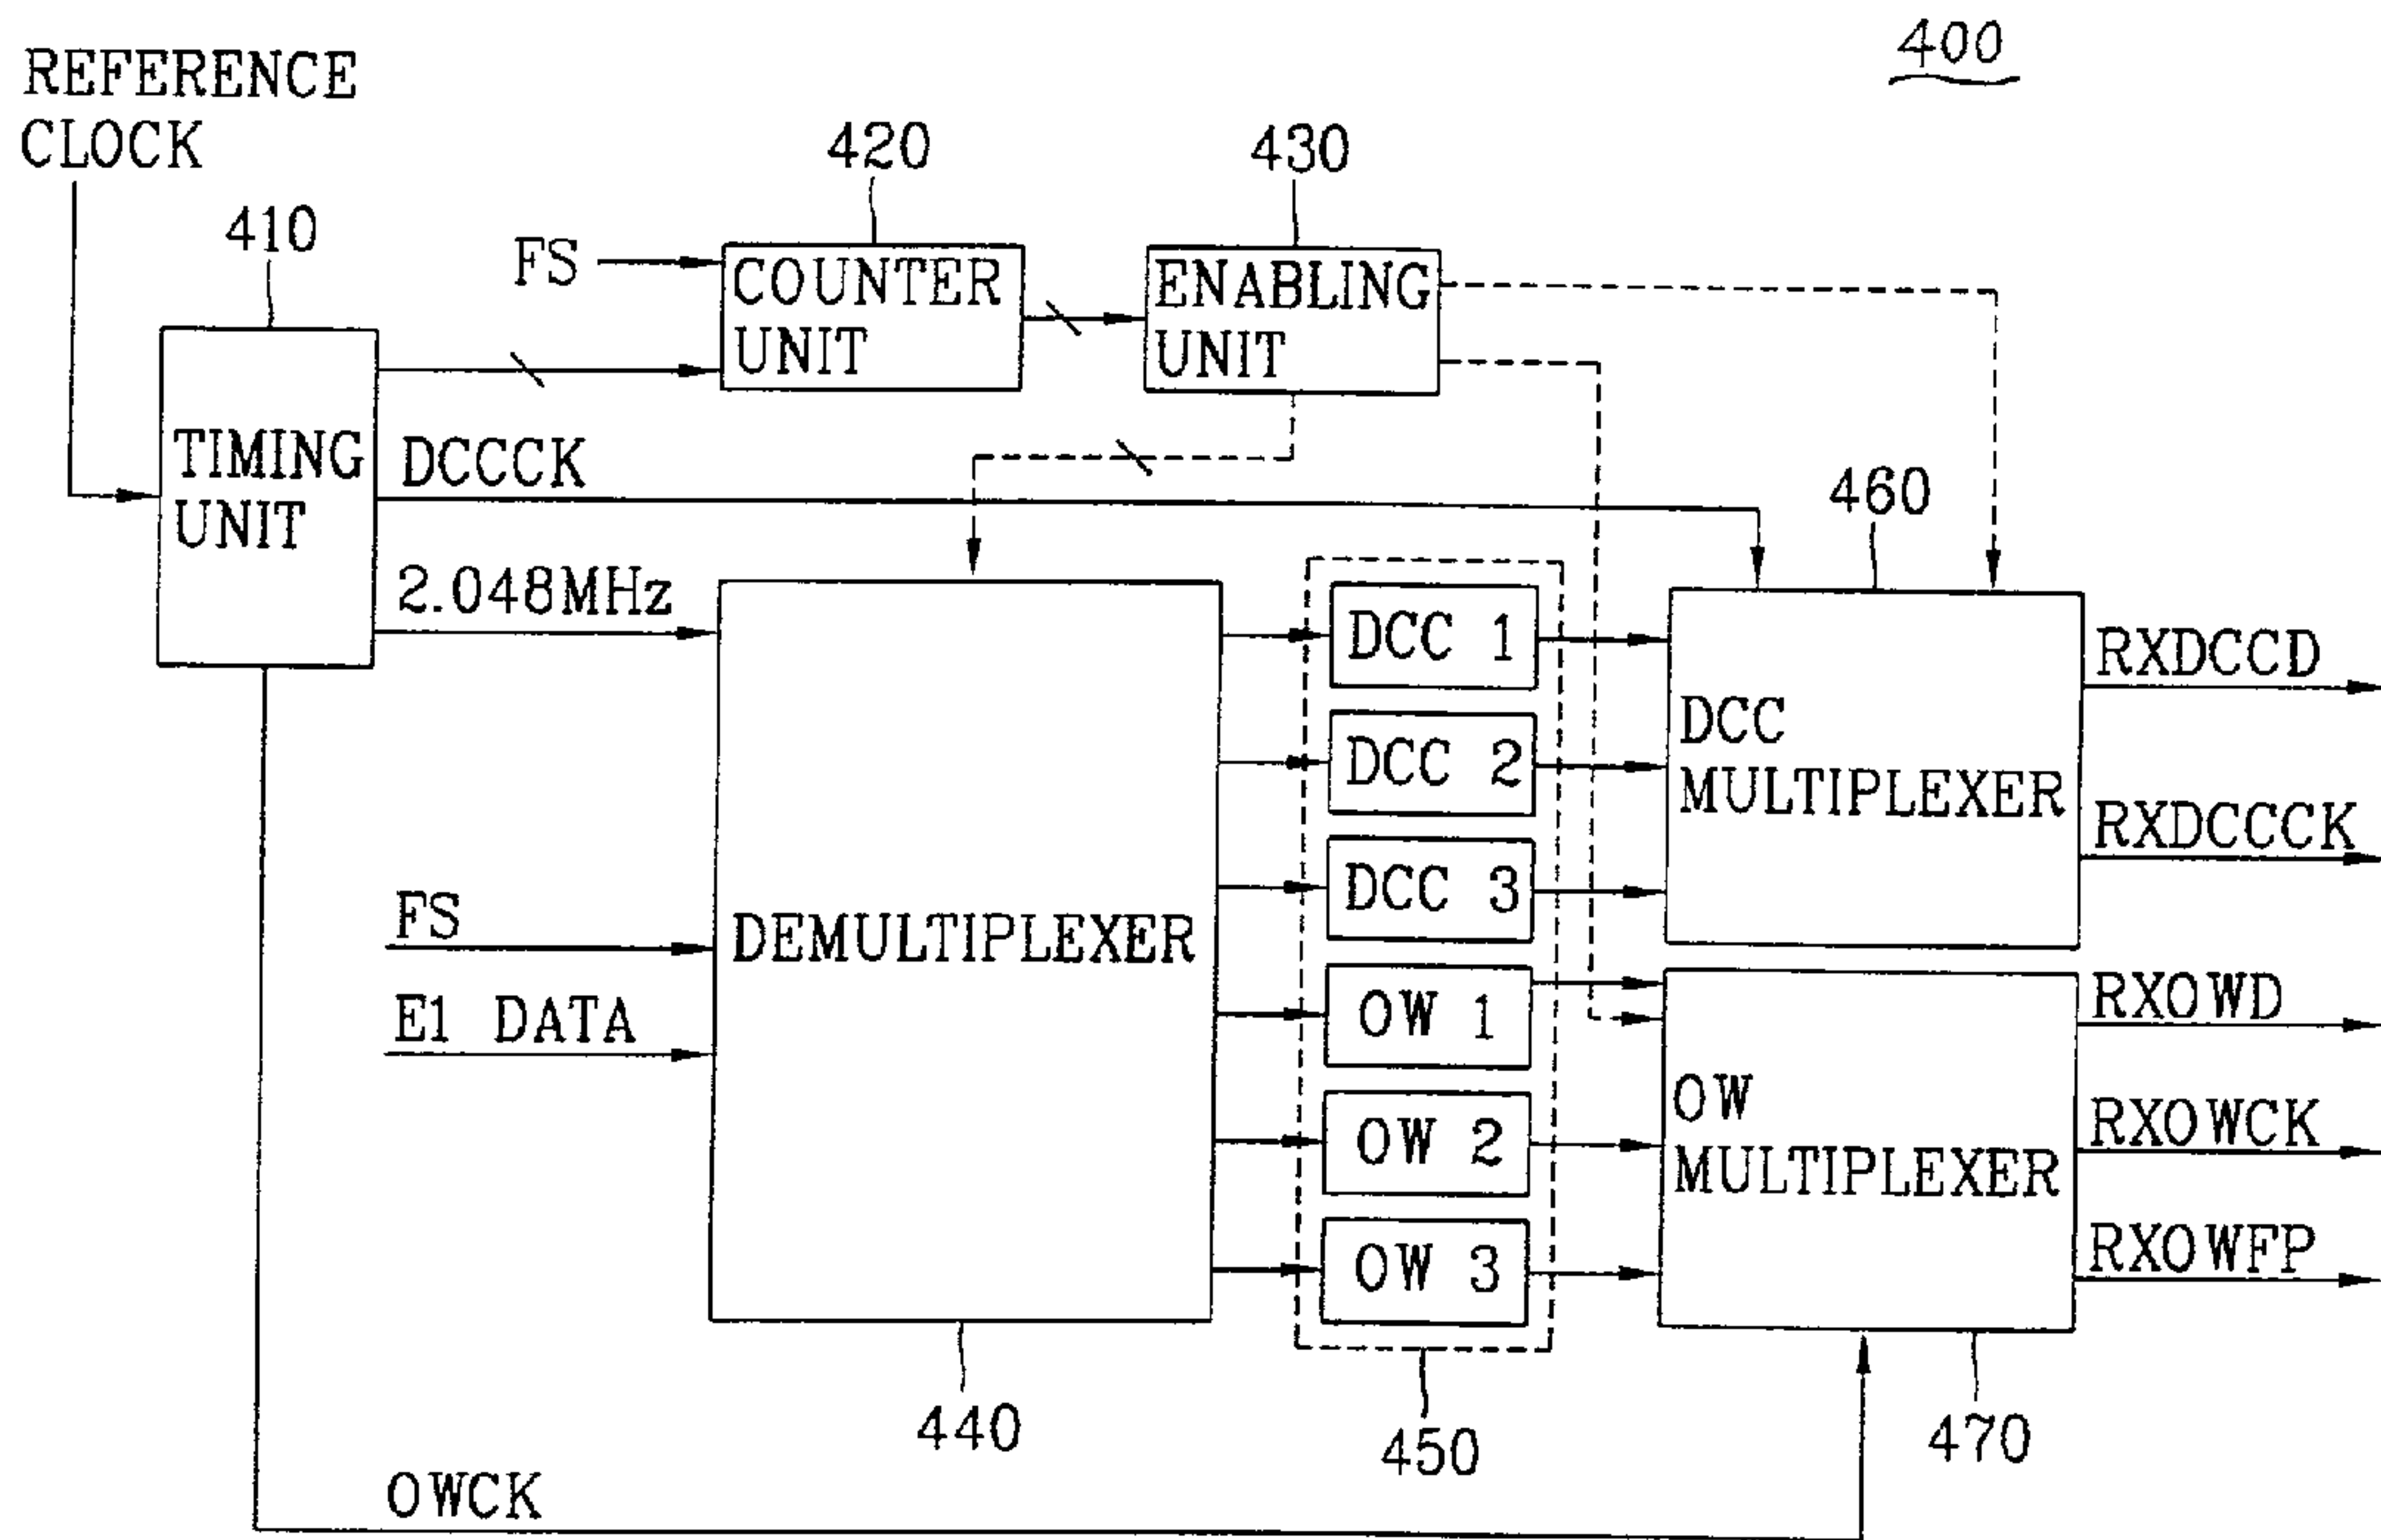 400
REFERENCE
CLOCK
420
430
410
FS
COUNTER
UNIT
ENABLING
UNIT
TIMING
UNIT
DCCCK
460
2.048MHz
DCC 1
RXDCCD
DCC 2
DCC
MULTIPLEXER
RXDCCCK
DCC 3
FS
DEMULTIPLEXER
E1 DATA
OW 1
RXOWD
OW
MULTIPLEXER
OW 2
RXOWCK
OW 3
RXOWFP
440
450
470
OWCK